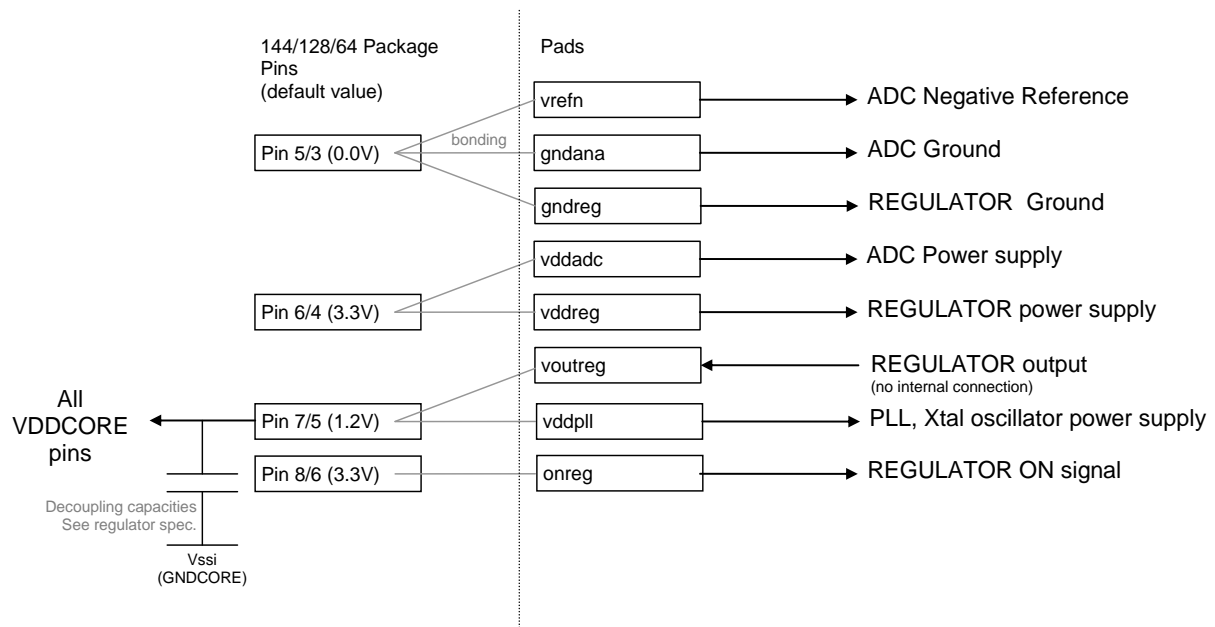 144/128/64 Package
Pins
(default value)
Pads
vrefn
ADC Negative Reference
bonding
Pin 5/3 (0.0V)
gndana
ADC Ground
gndreg
REGULATOR Ground
vddadc
ADC Power supply
Pin 6/4 (3.3V)
vddreg
REGULATOR power supply
voutreg
REGULATOR output
(no internal connection)
All
VDDCORE
pins
Pin 7/5 (1.2V)
vddpll
PLL, Xtal oscillator power supply
Pin 8/6 (3.3V)
onreg
REGULATOR ON signal
Decoupling capacities
See regulator spec.
Vssi
(GNDCORE)